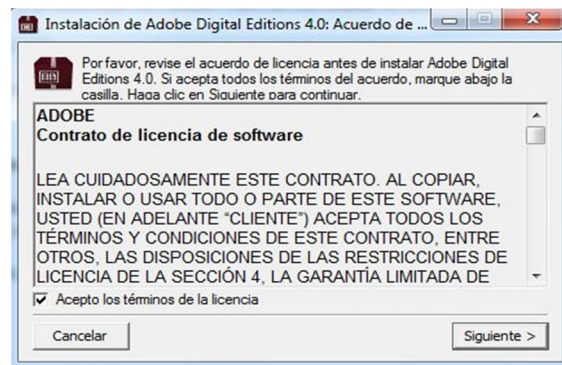 Instalación de Adobe Digital Editions 4.0: Acuerdo de ...
Por favor, revise el acuerdo de licencia antes de instalar Adobe Digital
Editions 4.0. Si acepta todos los términos del acuerdo, marque abajo la
casilla. Haga clic en Siguiente para continuar.
ADOBE
Contrato de licencia de software
LEA CUIDADOSAMENTE ESTE CONTRATO. AL COPIAR,
INSTALAR O USAR TODO O PARTE DE ESTE SOFTWARE,
USTED (EN ADELANTE “CLIENTE”) ACEPTA TODOS LOS
TÉRMINOS Y CONDICIONES DE ESTE CONTRATO, ENTRE
OTROS, LAS DISPOSICIONES DE LAS RESTRICCIONES DE
LICENCIA DE LA SECCIÓN 4, LA GARANTÍA LIMITADA DE
Acepto los términos de la licencia
Cancelar
Siguiente >